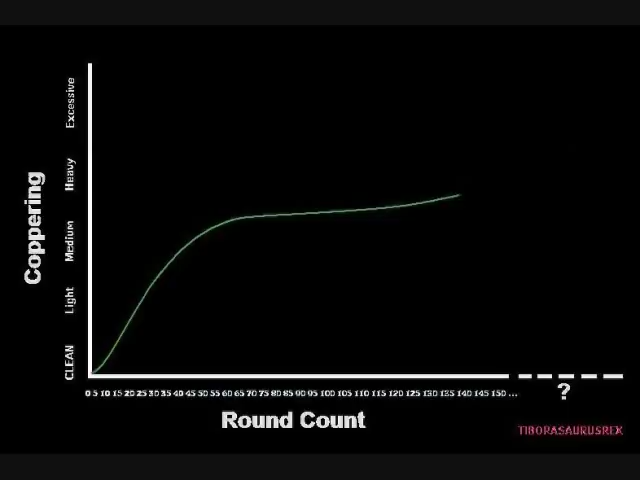 Excessive
Heavy
Medium
Light
CLEAN
Coppering
0 5 10 15 20 25 30 35 40 45 50 55 60 65 70 75 80 85 90 95 100 105 110 115 120 125 130 135 140 145 150 ...
?
Round Count
TIBORASAURUSREX